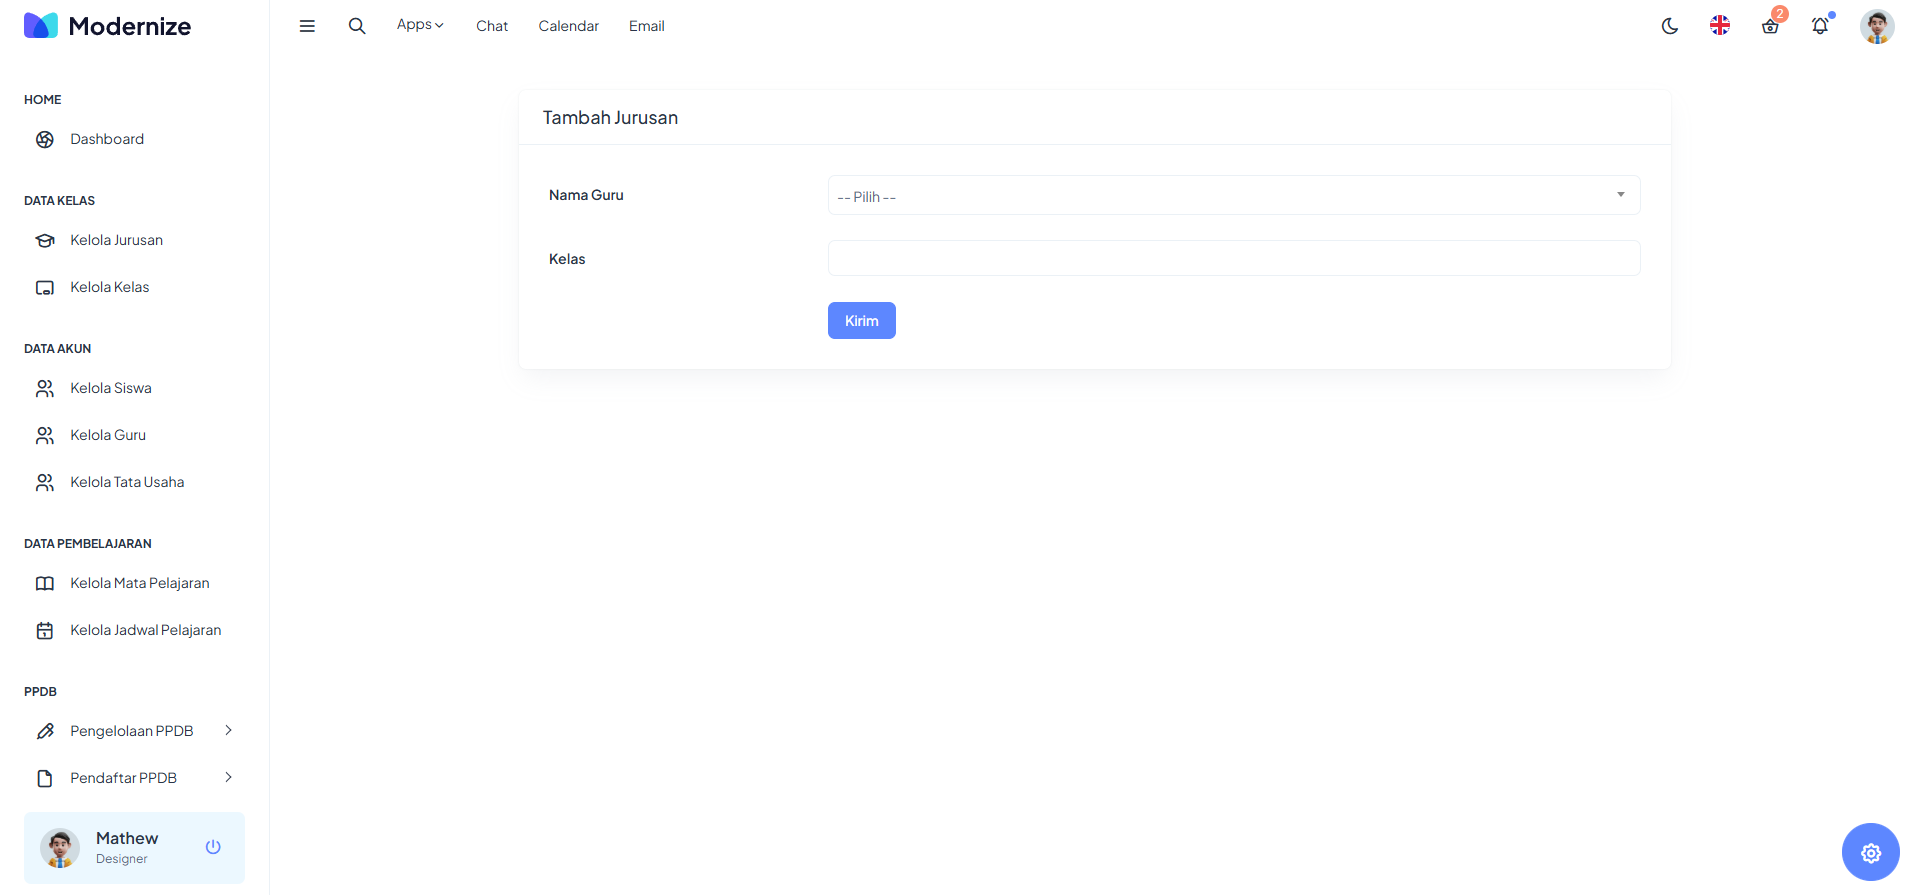 Modernize
Apps
Chat
Calendar
Email
2
HOME
Dashboard
DATA KELAS
Kelola Jurusan
Kelola Kelas
DATA AKUN
Kelola Siswa
Kelola Guru
Kelola Tata Usaha
DATA PEMBELAJARAN
Kelola Mata Pelajaran
Kelola Jadwal Pelajaran
PPDB
Pengelolaan PPDB
Pendaftar PPDB
Mathew
Designer
Tambah Jurusan
Nama Guru
-- Pilih --
Kelas
Kirim